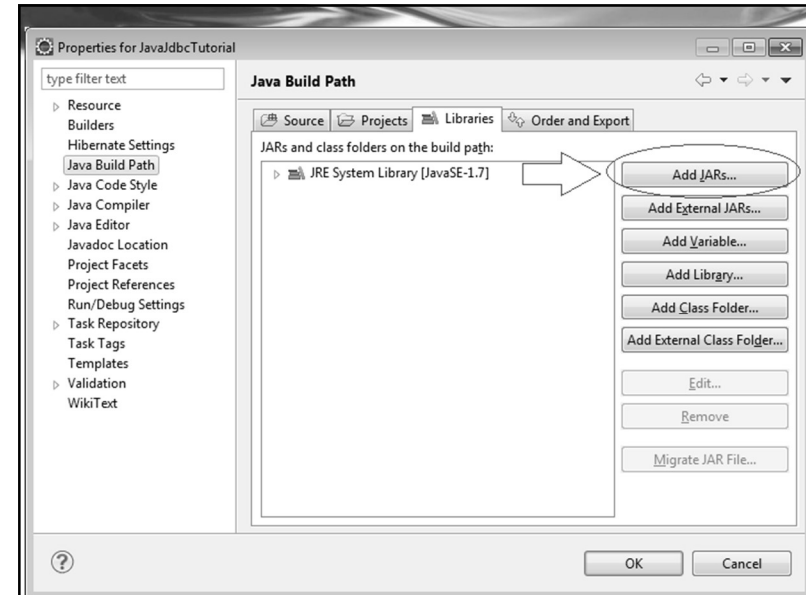 Properties for JavaJdbcTutorial
type filter text
Resource
Builders
Hibernate Settings
Java Build Path
Java Code Style
Java Compiler
Java Editor
Javadoc Location
Project Facets
Project References
Run/Debug Settings
Task Repository
Task Tags
Templates
Validation
WikiText
Java Build Path
Source
Projects
Libraries
Order and Export
JARs and class folders on the build path:
JRE System Library [JavaSE-1.7]
Add JARs...
Add External JARs...
Add Variable...
Add Library...
Add Class Folder...
Add External Class Folder...
Edit...
Remove
Migrate JAR File...
?
OK
Cancel